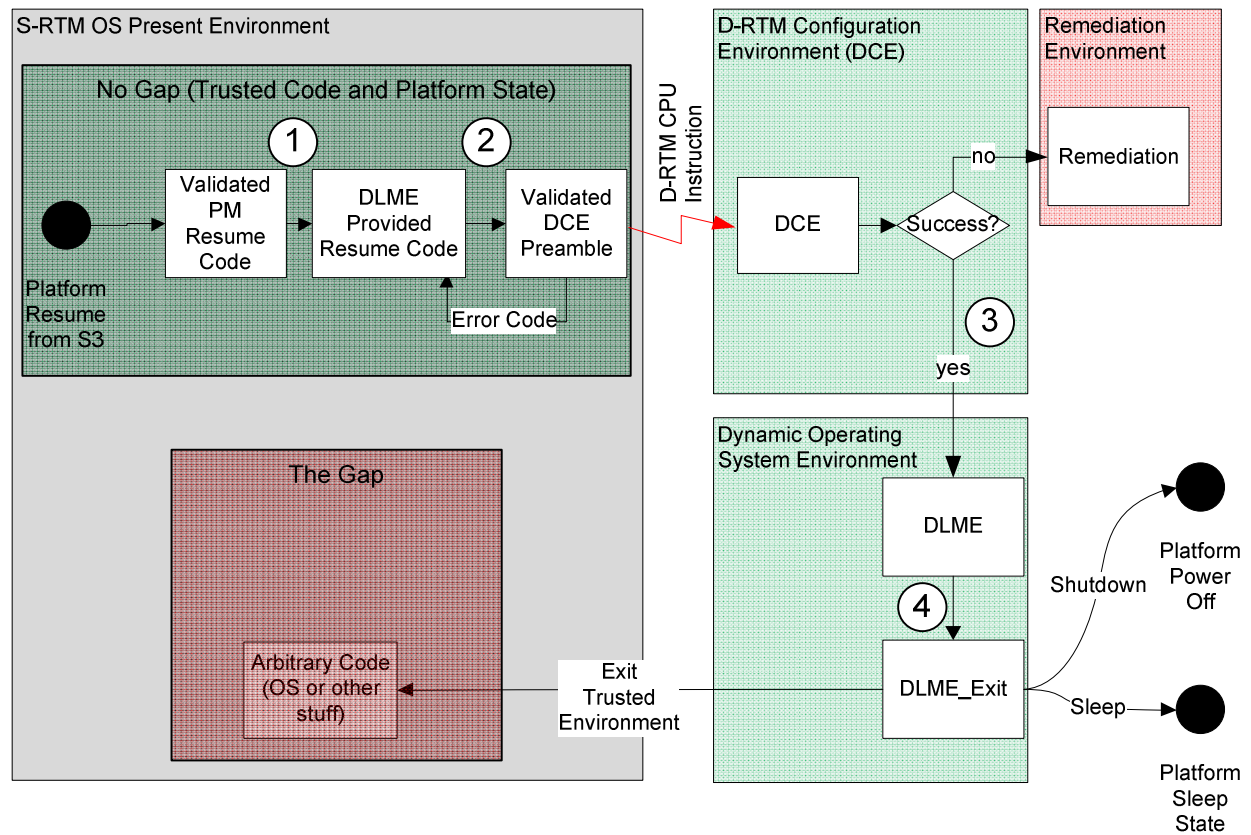 S-RTM OS Present Environment
No Gap (Trusted Code and Platform State)
1
2
Validated
PM
Resume
Code
DLME
Provided
Resume Code
Validated
DCE
Preamble
Error Code
Platform
Resume
from S3
D-RTM CPU
Instruction
D-RTM Configuration
Environment (DCE)
DCE
Success?
no
3
yes
Remediation
Environment
Remediation
The Gap
Arbitrary Code
(OS or other
stuff)
Exit
Trusted
Environment
Dynamic Operating
System Environment
DLME
4
DLME_Exit
Shutdown
Platform
Power
Off
Sleep
Platform
Sleep
State